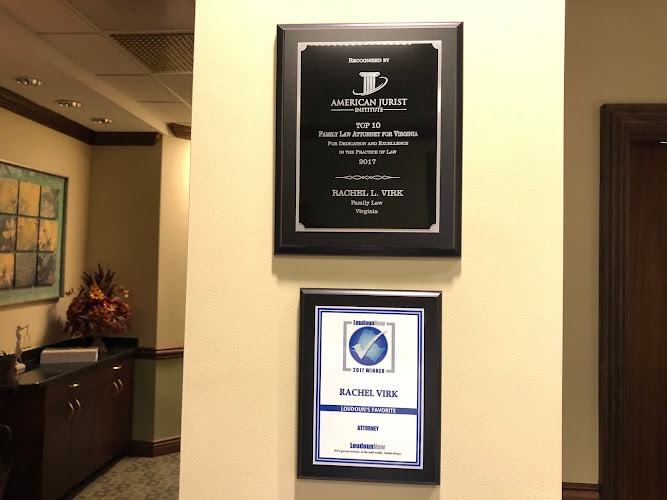 Recognized by
AMERICAN JURIST
INSTITUTE
TOP 10
Family Law Attorney for Virginia
For Dedication and Excellence
in the Practice of Law
2017
RACHEL L. VIRK
Family Law
Virginia
LoudounNow
2017 WINNER
RACHEL VIRK
LOUDOUN'S FAVORITE
ATTORNEY
LoudounNow